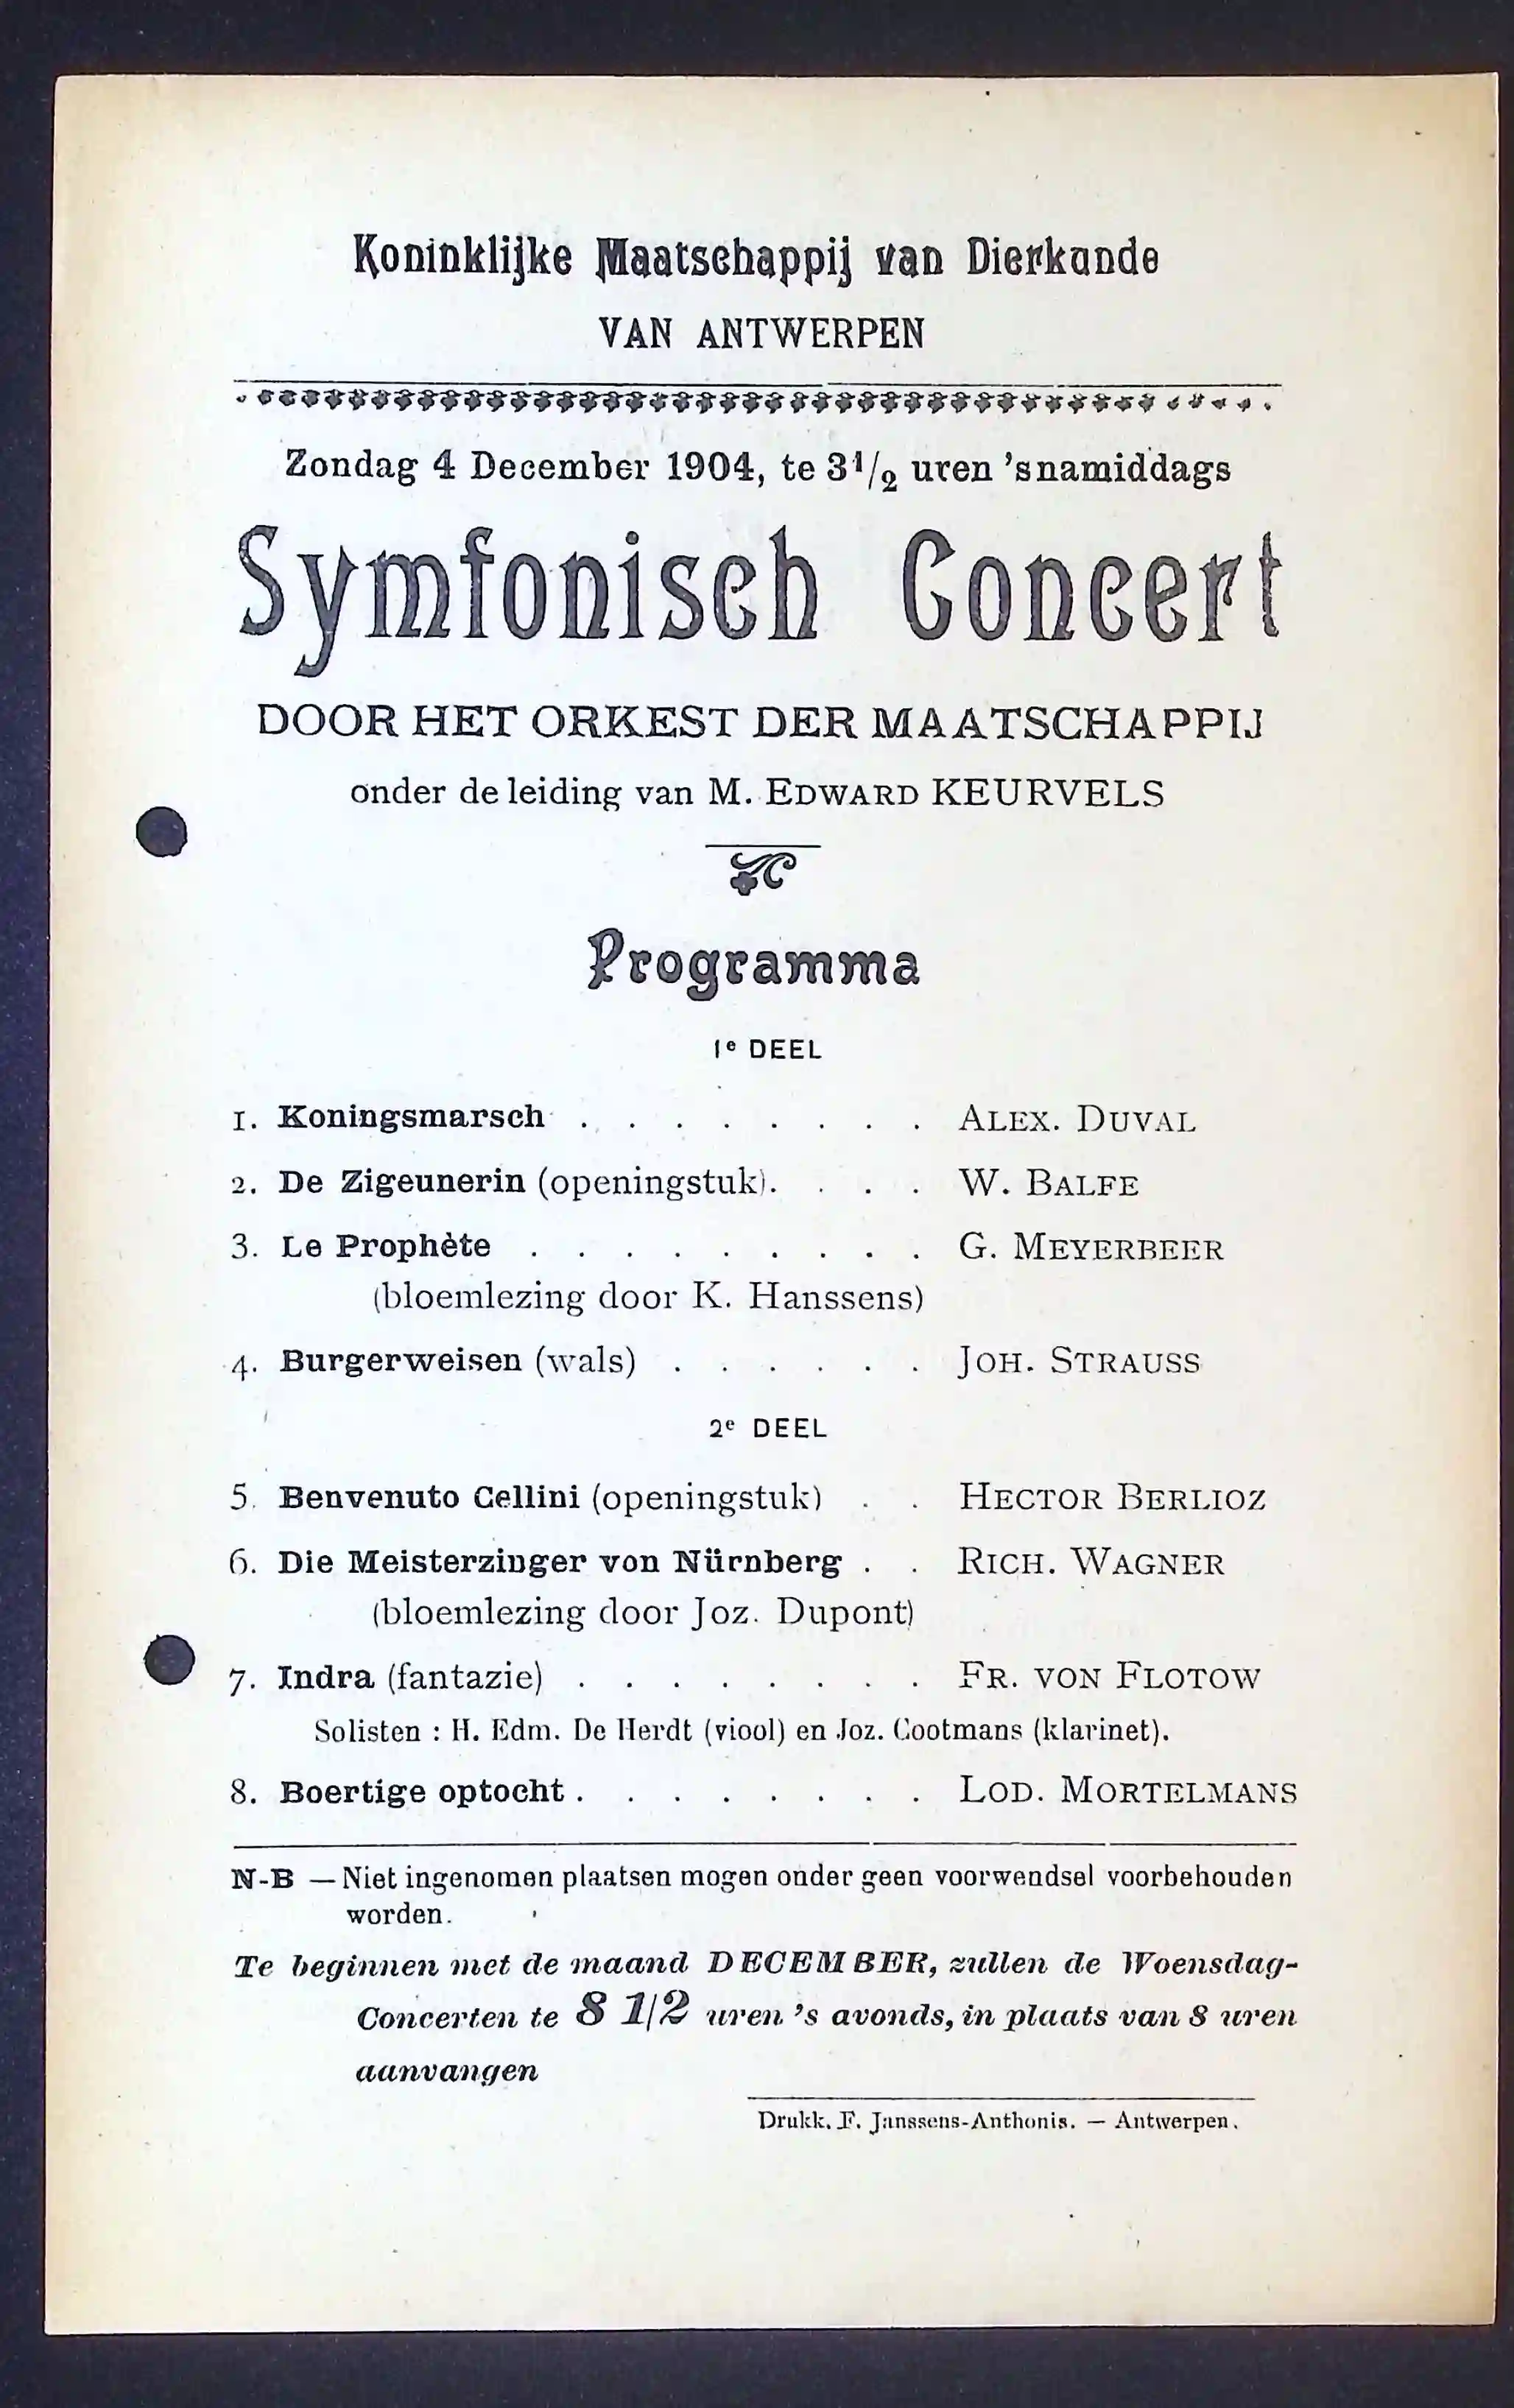 Koninklijke Maatschappij van Dierkunde
VAN ANTWERPEN
Zondag 4 December 1904, te 3 1/2 uren 'snamiddags
Symfonisch Concert
DOOR HET ORKEST DER MAATSCHAPPIJ
onder de leiding van M. EDWARD KEURVELS
Programma
1e DEEL
1. Koningsmarsch . . . . . . . . ALEX. DUVAL
2. De Zigeunerin (openingstuk). . . . W. BALFE
3. Le Prophète . . . . . . . . . G. MEYERBEER
(bloemlezing door K. Hanssens)
4. Burgerweisen (wals) . . . . . . JOH. STRAUSS
2e DEEL
5. Benvenuto Cellini (openingstuk) . . HECTOR BERLIOZ
6. Die Meisterzinger von Nürnberg . . RICH. WAGNER
(bloemlezing door Joz. Dupont)
7. Indra (fantazie) . . . . . . . . FR. VON FLOTOW
Solisten : H. Edm. De Herdt (viool) en Joz. Cootmans (klarinet).
8. Boertige optocht . . . . . . . . LOD. MORTELMANS
N-B — Niet ingenomen plaatsen mogen onder geen voorwendsel voorbehouden
worden.
Te beginnen met de maand DECEMBER, zullen de Woensdag-
Concerten te 8 1/2 uren 's avonds, in plaats van 8 uren
aanvangen
Drukk. F. Janssens-Anthonis. — Antwerpen.